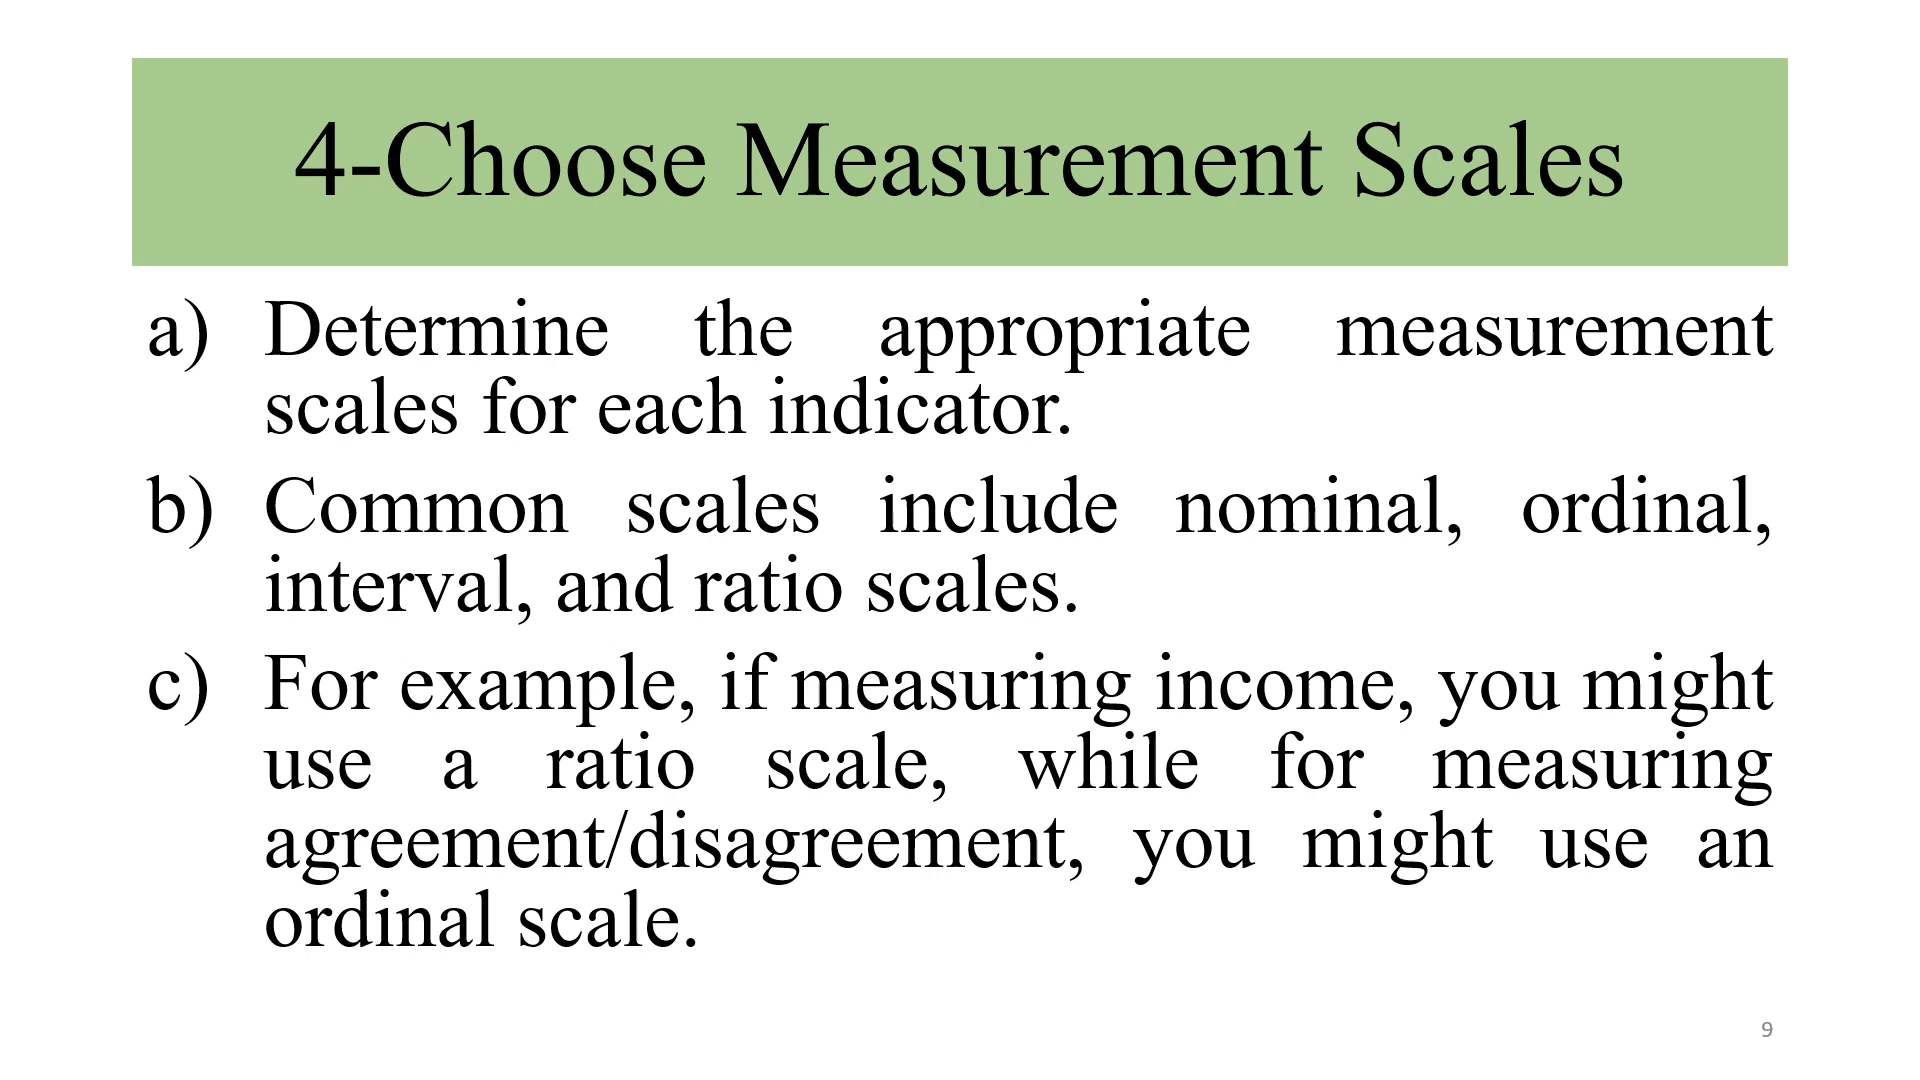 4-Choose Measurement Scales
a) Determine the appropriate measurement
scales for each indicator.
b) Common scales include nominal, ordinal,
interval, and ratio scales.
c) For example, if measuring income, you might
use a ratio scale, while for measuring
agreement/disagreement, you might use an
ordinal scale.
9